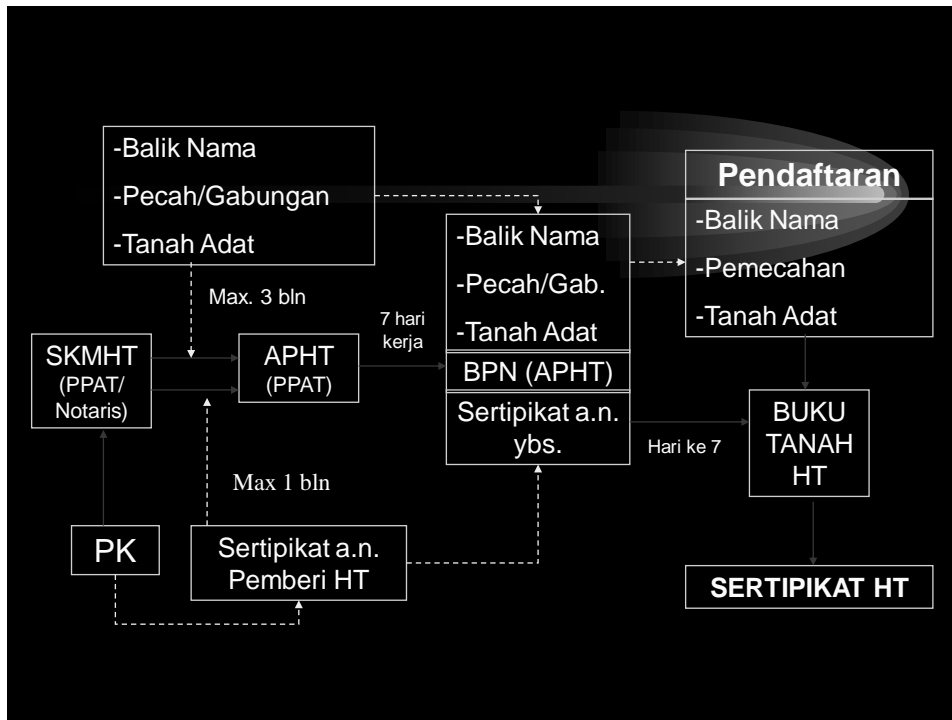 -Balik Nama
-Pecah/Gabungan
-Tanah Adat
Max. 3 bln
SKMHT
(PPAT/
Notaris)
APHT
(PPAT)
Max 1 bln
PK
Sertipikat a.n.
Pemberi HT
7 hari
kerja
-Balik Nama
-Pecah/Gab.
-Tanah Adat
BPN (APHT)
Sertipikat a.n.
ybs.
Hari ke 7
Pendaftaran
-Balik Nama
-Pemecahan
-Tanah Adat
BUKU
TANAH
HT
SERTIPIKAT HT